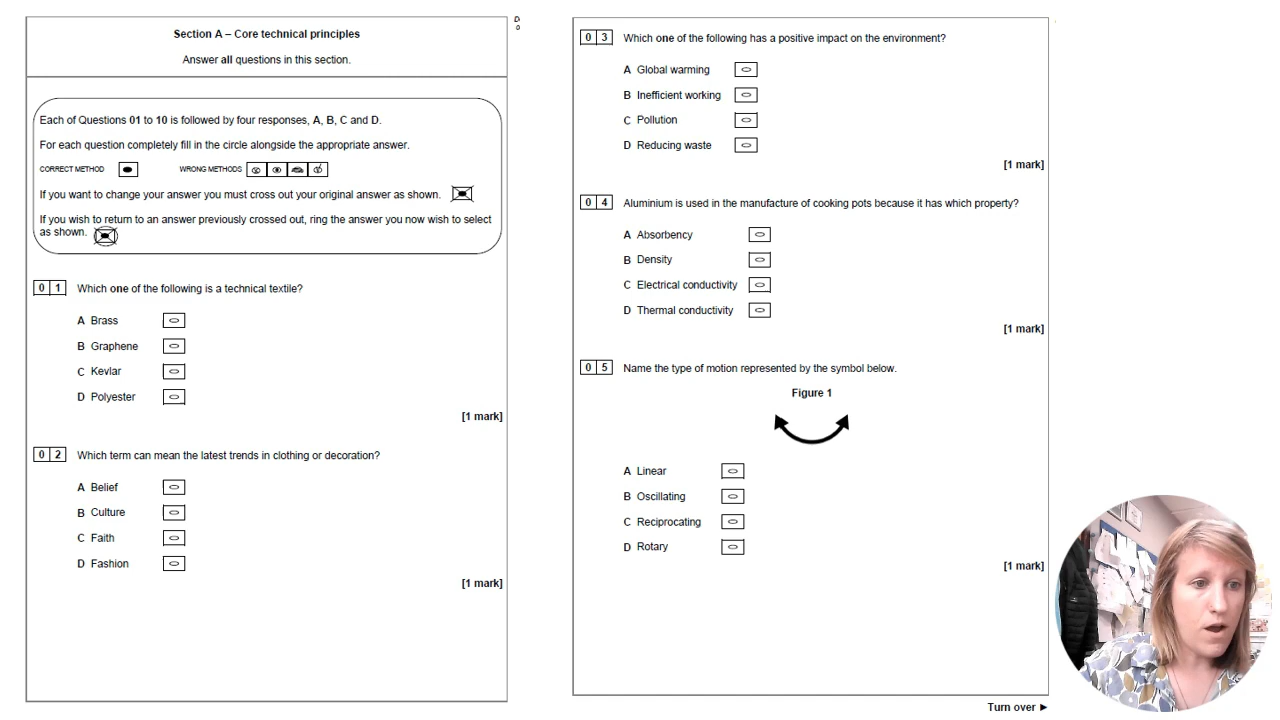 Section A – Core technical principles
Answer all questions in this section.
Each of Questions 01 to 10 is followed by four responses, A, B, C and D.
For each question completely fill in the circle alongside the appropriate answer.
CORRECT METHOD WRONG METHODS
If you want to change your answer you must cross out your original answer as shown.
If you wish to return to an answer previously crossed out, ring the answer you now wish to select
as shown.
0 1 Which one of the following is a technical textile?
A Brass
B Graphene
C Kevlar
D Polyester
[1 mark]
0 2 Which term can mean the latest trends in clothing or decoration?
A Belief
B Culture
C Faith
D Fashion
[1 mark]
D
o
0 3 Which one of the following has a positive impact on the environment?
A Global warming
B Inefficient working
C Pollution
D Reducing waste
[1 mark]
0 4 Aluminium is used in the manufacture of cooking pots because it has which property?
A Absorbency
B Density
C Electrical conductivity
D Thermal conductivity
[1 mark]
0 5 Name the type of motion represented by the symbol below.
Figure 1
A Linear
B Oscillating
C Reciprocating
D Rotary
[1 mark]
Turn over ►